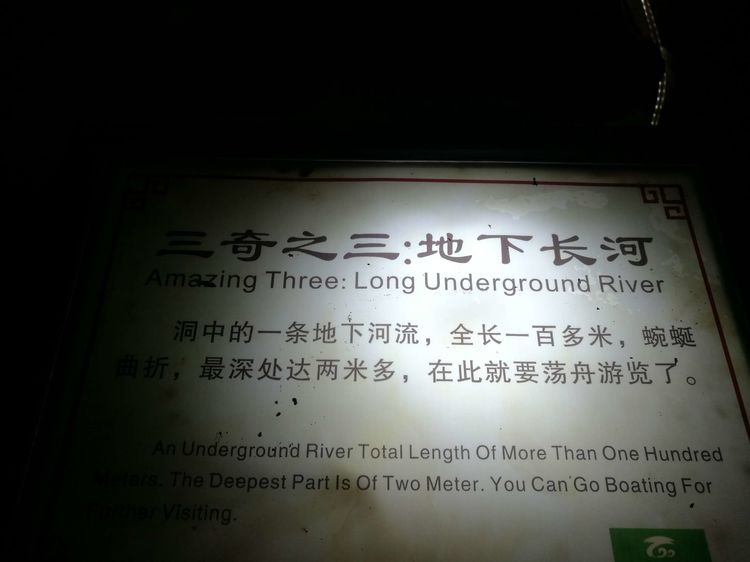 三奇之三:地下长河
Amazing Three: Long Underground River
洞中的一条地下河流，全长一百多米，蜿蜒
曲折，最深处达两米多，在此就要荡舟游览了。
An Underground River Total Length Of More Than One Hundred
Meters. The Deepest Part Is Of Two Meter. You Can Go Boating For
Further Visiting.